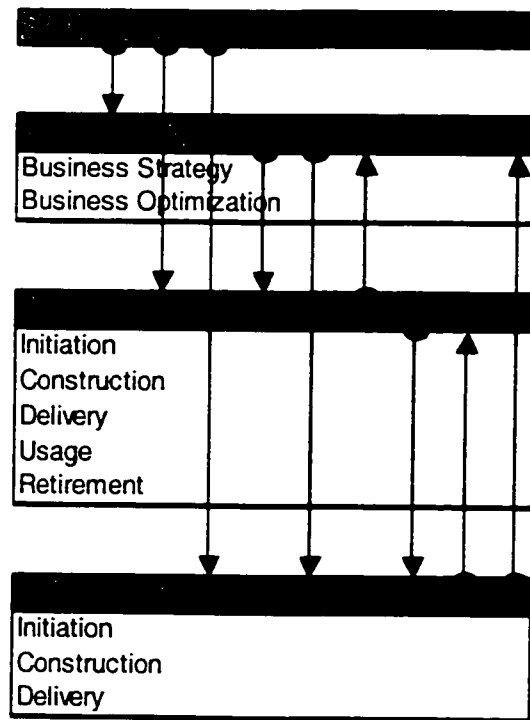 Business Strategy
Business Optimization
Initiation
Construction
Delivery
Usage
Retirement
Initiation
Construction
Delivery